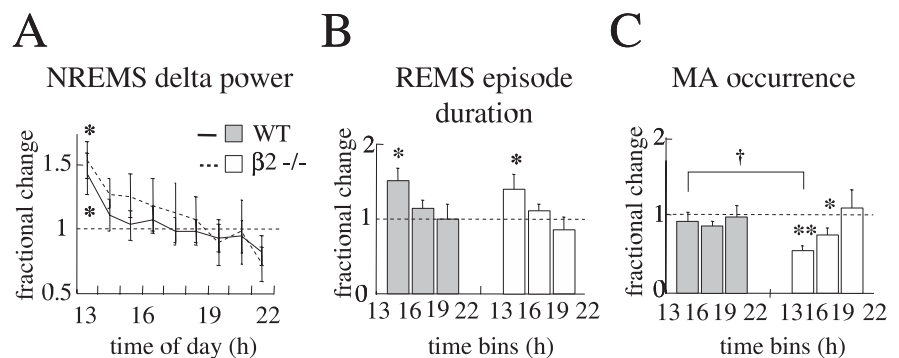 A
B
C
NREMS delta power
REMS episode
duration
MA occurrence
fractional change
1.5
1
0.5
*
*
WT
β2 -/-
13 16 19 22
time of day (h)
fractional change
2
1
0
*
*
13 16 19 22 13 16 19 22
time bins (h)
fractional change
2
1
0
†
**
*
13 16 19 22 13 16 19 22
time bins (h)